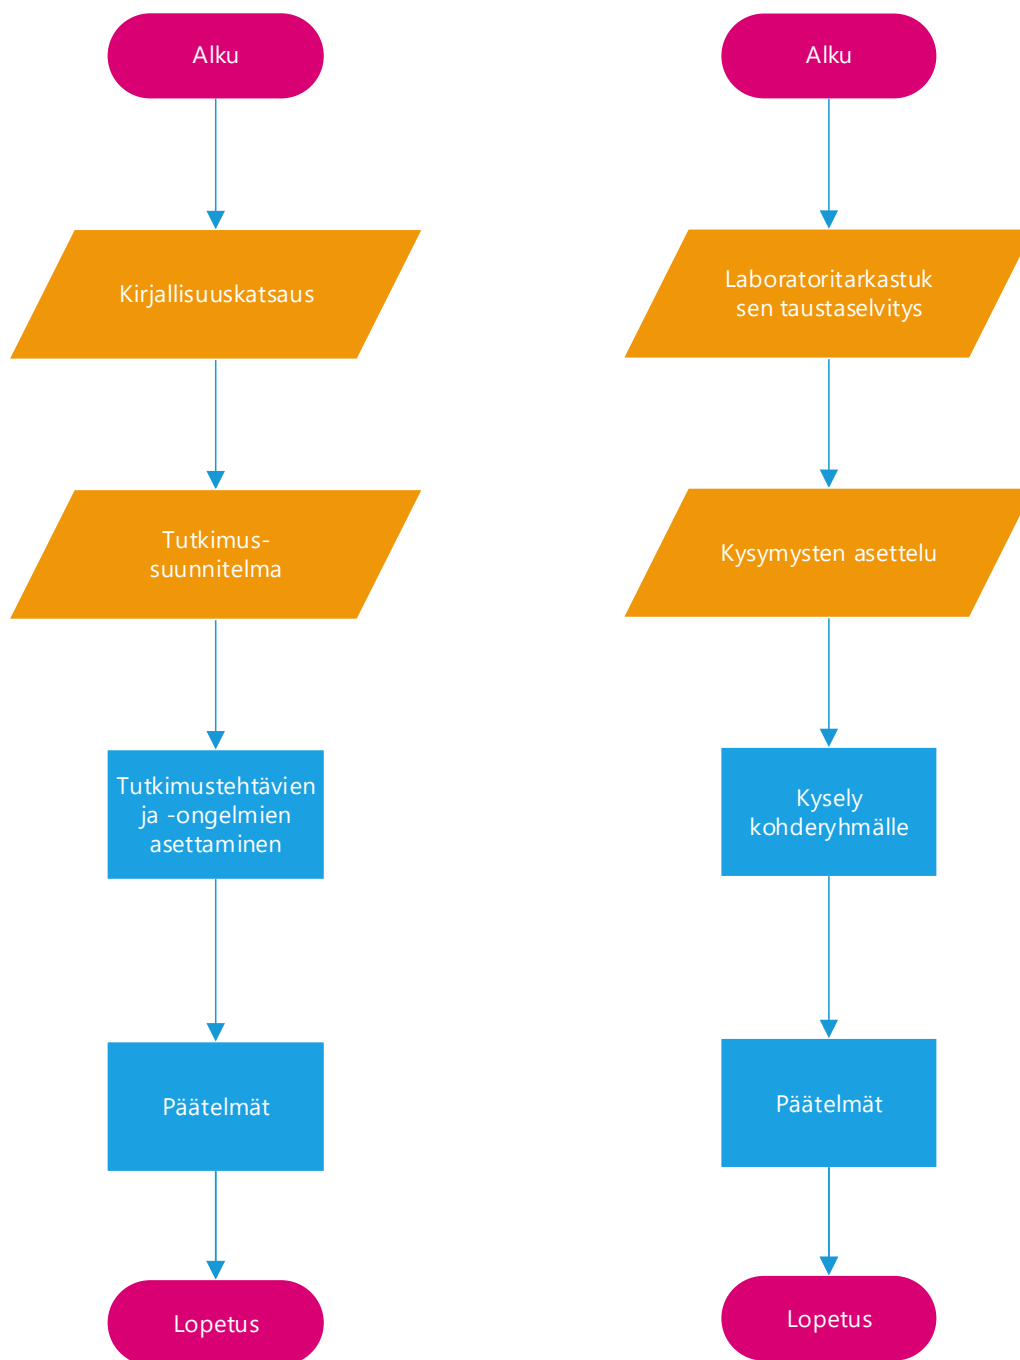 Alku
Kirjallisuuskatsaus
Tutkimus-
suunnitelma
Tutkimustehtävien
ja -ongelmien
asettaminen
Päätelmät
Lopetus
Alku
Laboratoritarkastuk
sen taustaselvitys
Kysymysten asettelu
Kysely
kohderyhmälle
Päätelmät
Lopetus